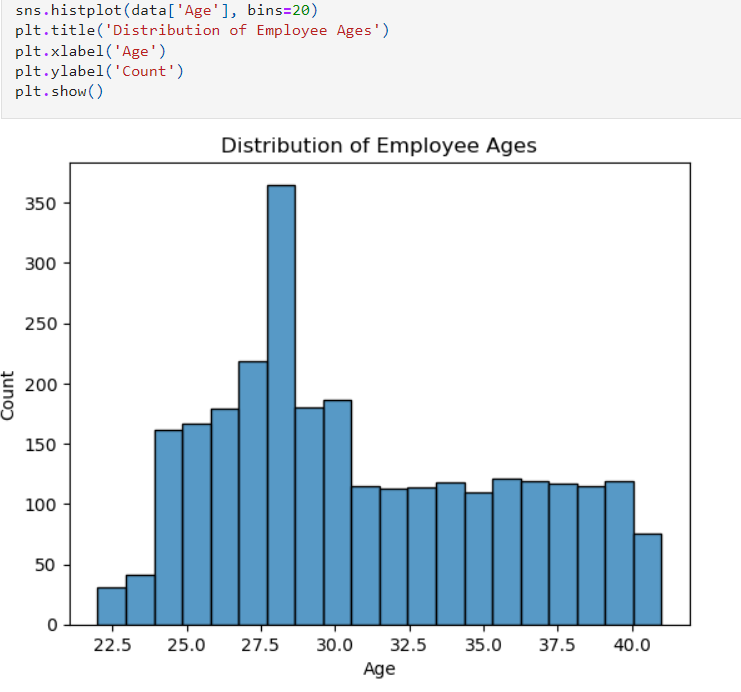 sns.histplot(data['Age'], bins=20)
plt.title('Distribution of Employee Ages')
plt.xlabel('Age')
plt.ylabel('Count')
plt.show()
Distribution of Employee Ages
350
300
250
200
150
100
50
0
Count
22.5 25.0 27.5 30.0 32.5 35.0 37.5 40.0
Age